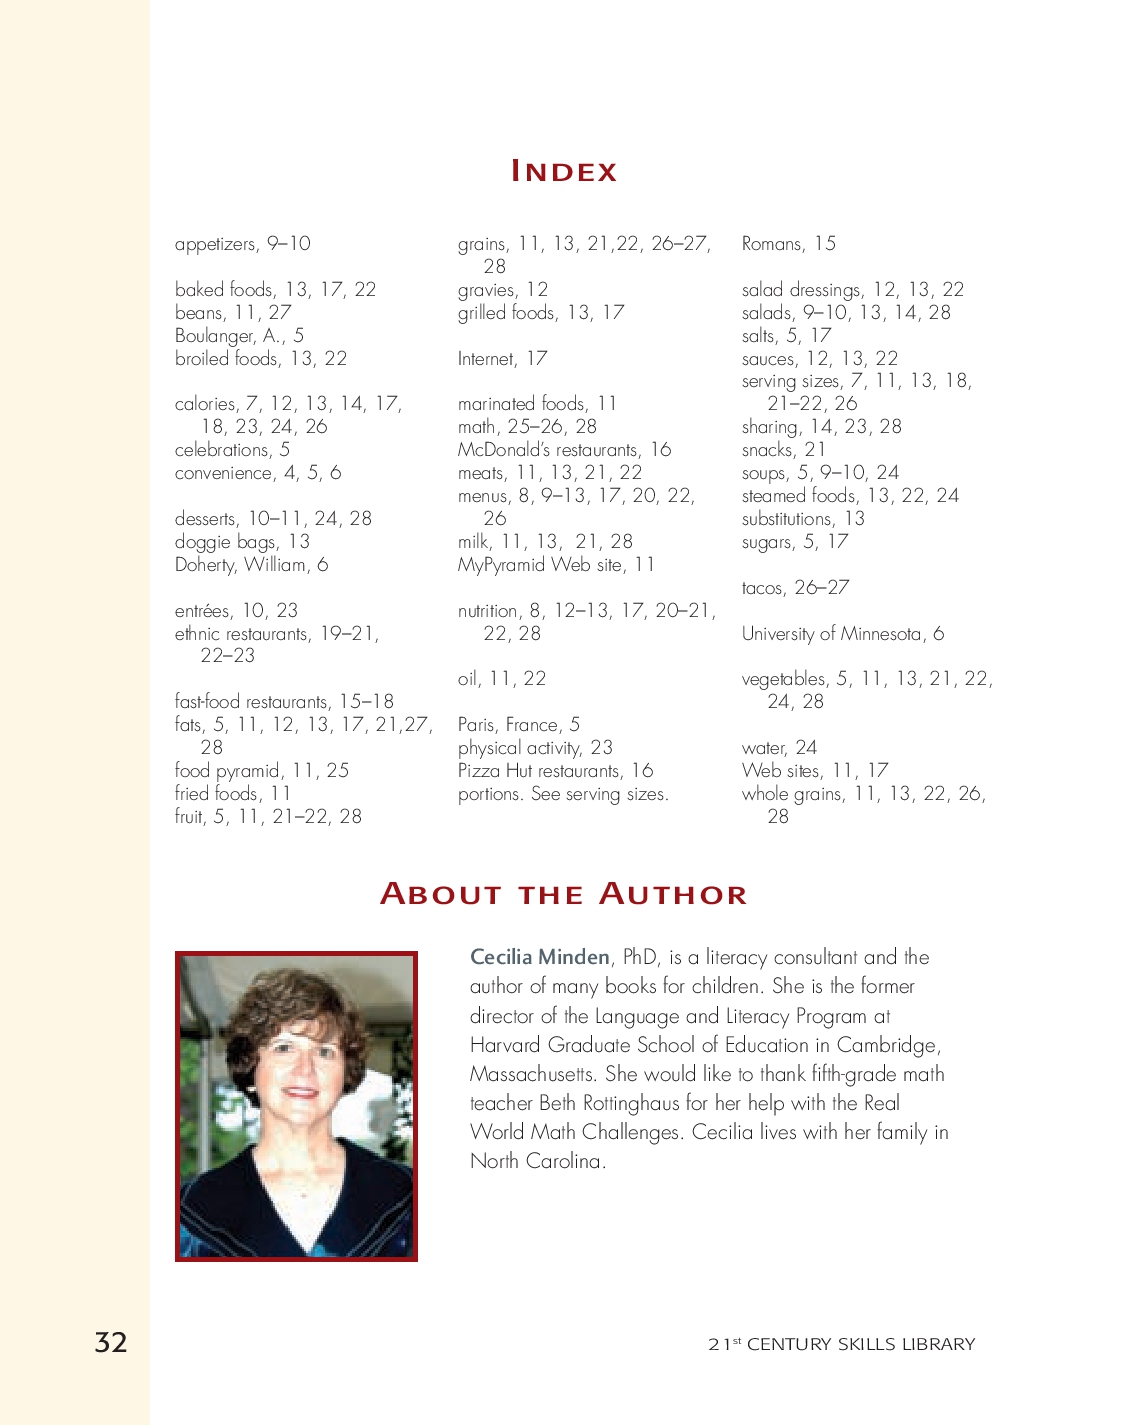 INDEX
appetizers, 9–10
baked foods, 13, 17, 22
beans, 11, 27
Boulanger, A., 5
broiled foods, 13, 22
calories, 7, 12, 13, 14, 17,
18, 23, 24, 26
celebrations, 5
convenience, 4, 5, 6
desserts, 10–11, 24, 28
doggie bags, 13
Doherty, William, 6
entrées, 10, 23
ethnic restaurants, 19–21,
22–23
fast-food restaurants, 15–18
fats, 5, 11, 12, 13, 17, 21,27,
28
food pyramid, 11, 25
fried foods, 11
fruit, 5, 11, 21–22, 28
grains, 11, 13, 21,22, 26–27,
28
gravies, 12
grilled foods, 13, 17
Internet, 17
marinated foods, 11
math, 25–26, 28
McDonald’s restaurants, 16
meats, 11, 13, 21, 22
menus, 8, 9–13, 17, 20, 22,
26
milk, 11, 13,  21, 28
MyPyramid Web site, 11
nutrition, 8, 12–13, 17, 20–21,
22, 28
oil, 11, 22
Paris, France, 5
physical activity, 23
Pizza Hut restaurants, 16
portions. See serving sizes.
Romans, 15
salad dressings, 12, 13, 22
salads, 9–10, 13, 14, 28
salts, 5, 17
sauces, 12, 13, 22
serving sizes, 7, 11, 13, 18,
21–22, 26
sharing, 14, 23, 28
snacks, 21
soups, 5, 9–10, 24
steamed foods, 13, 22, 24
substitutions, 13
sugars, 5, 17
tacos, 26–27
University of Minnesota, 6
vegetables, 5, 11, 13, 21, 22,
24, 28
water, 24
Web sites, 11, 17
whole grains, 11, 13, 22, 26,
28
ABOUT THE AUTHOR
Cecilia Minden, PhD, is a literacy consultant and the
author of many books for children. She is the former
director of the Language and Literacy Program at
Harvard Graduate School of Education in Cambridge,
Massachusetts. She would like to thank fifth-grade math
teacher Beth Rottinghaus for her help with the Real
World Math Challenges. Cecilia lives with her family in
North Carolina.
32
21st CENTURY SKILLS LIBRARY